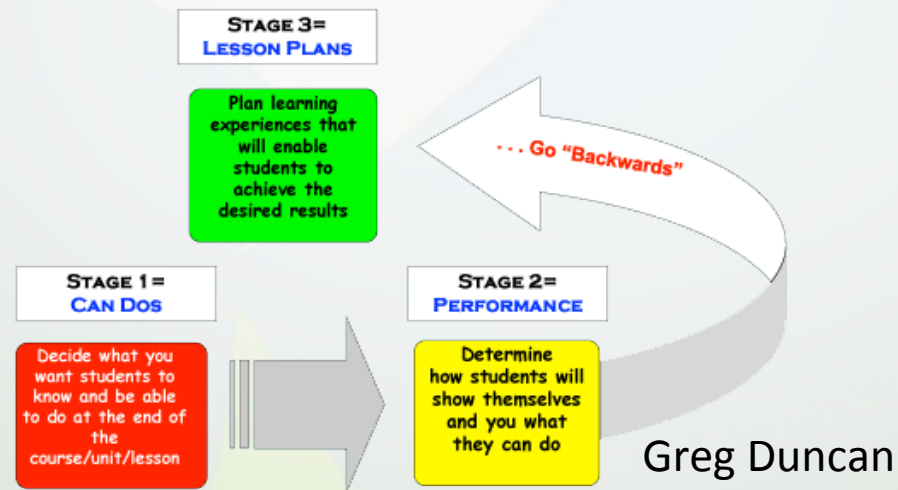 STAGE 3=
LESSON PLANS
Plan learning
experiences that
will enable
students to
achieve the
desired results
. . . Go “Backwards”
STAGE 1=
CAN DOS
Decide what you
want students to
know and be able
to do at the end of
the
course/unit/lesson
STAGE 2=
PERFORMANCE
Determine
how students will
show themselves
and you what
they can do
Greg Duncan